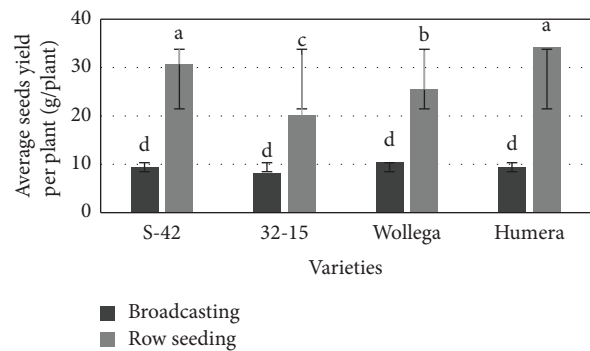 Average seeds yield
per plant (g/plant)
40
30
20
10
0
a
c
b
a
d
d
d
d
S-42
32-15
Wollega
Humera
Varieties
Broadcasting
Row seeding